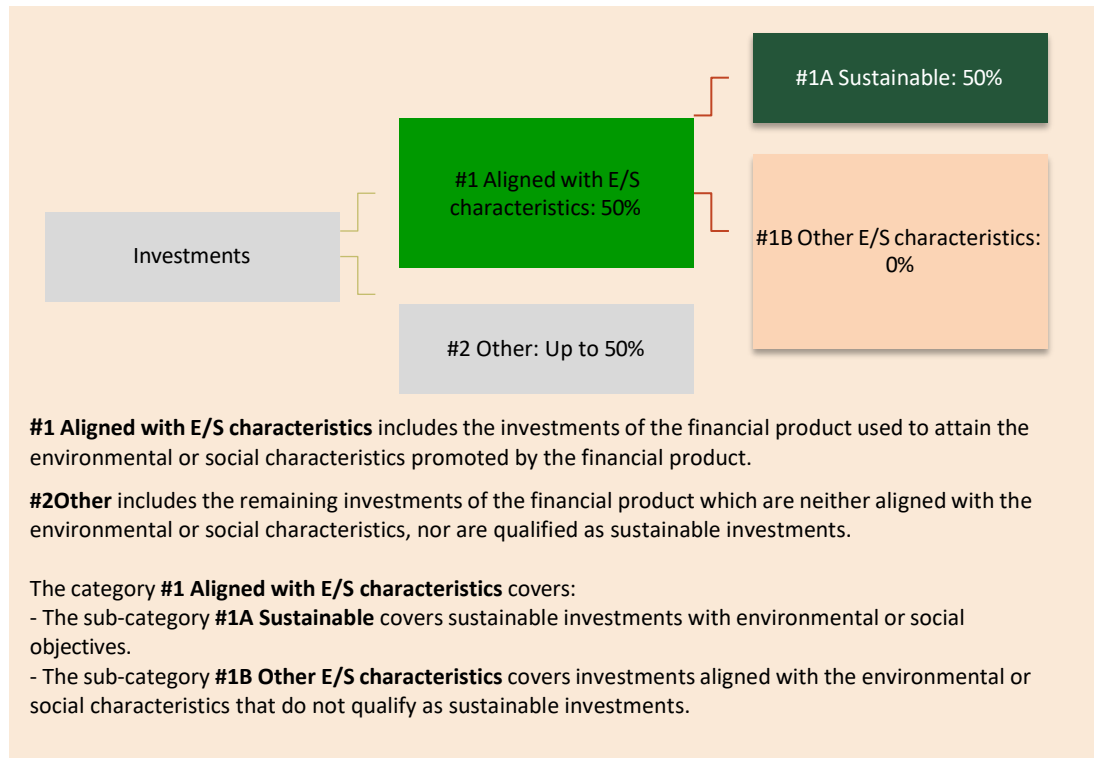 #1A Sustainable: 50%
#1 Aligned with E/S
characteristics: 50%
#1B Other E/S characteristics:
0%
Investments
#2 Other: Up to 50%
#1 Aligned with E/S characteristics includes the investments of the financial product used to attain the
environmental or social characteristics promoted by the financial product.
#2Other includes the remaining investments of the financial product which are neither aligned with the
environmental or social characteristics, nor are qualified as sustainable investments.
The category #1 Aligned with E/S characteristics covers:
- The sub-category #1A Sustainable covers sustainable investments with environmental or social
objectives.
- The sub-category #1B Other E/S characteristics covers investments aligned with the environmental or
social characteristics that do not qualify as sustainable investments.